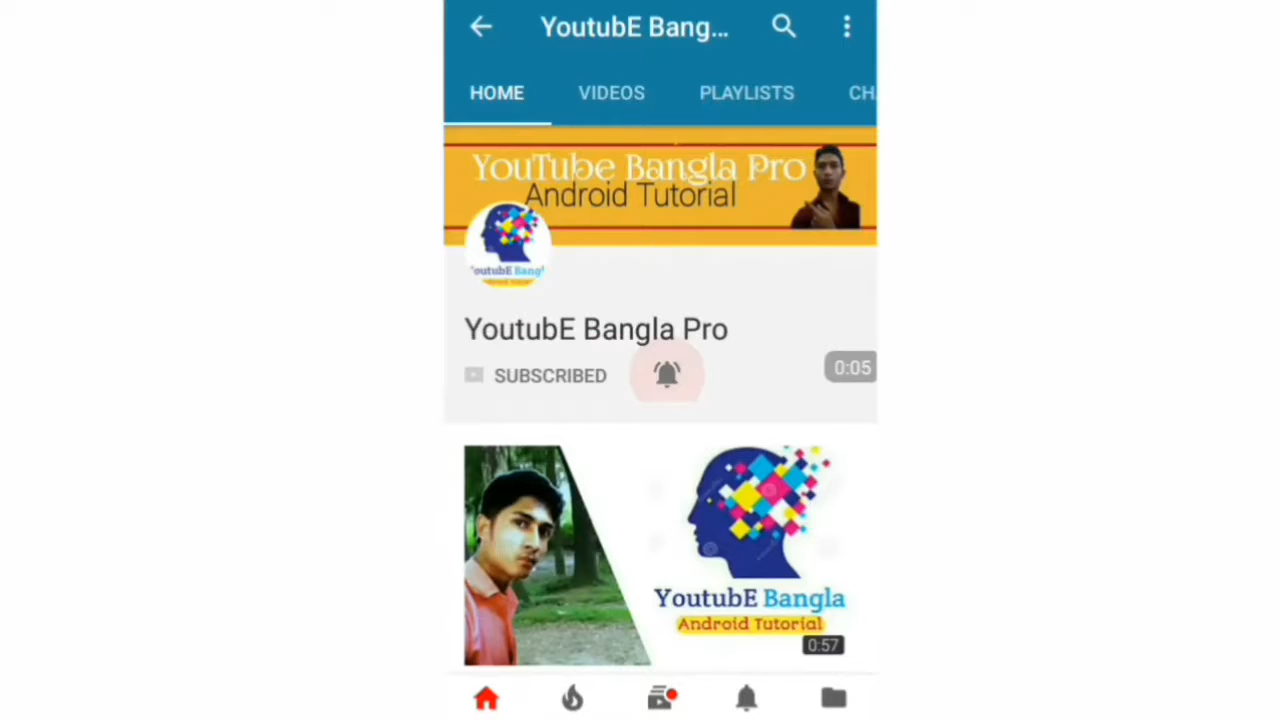 YoutubE Bang...
HOME VIDEOS PLAYLISTS CH
YouTube Bangla Pro
Android Tutorial
YoutubE Bangla Pro
SUBSCRIBED
0:05
YoutubE Bangla
Android Tutorial
0:57